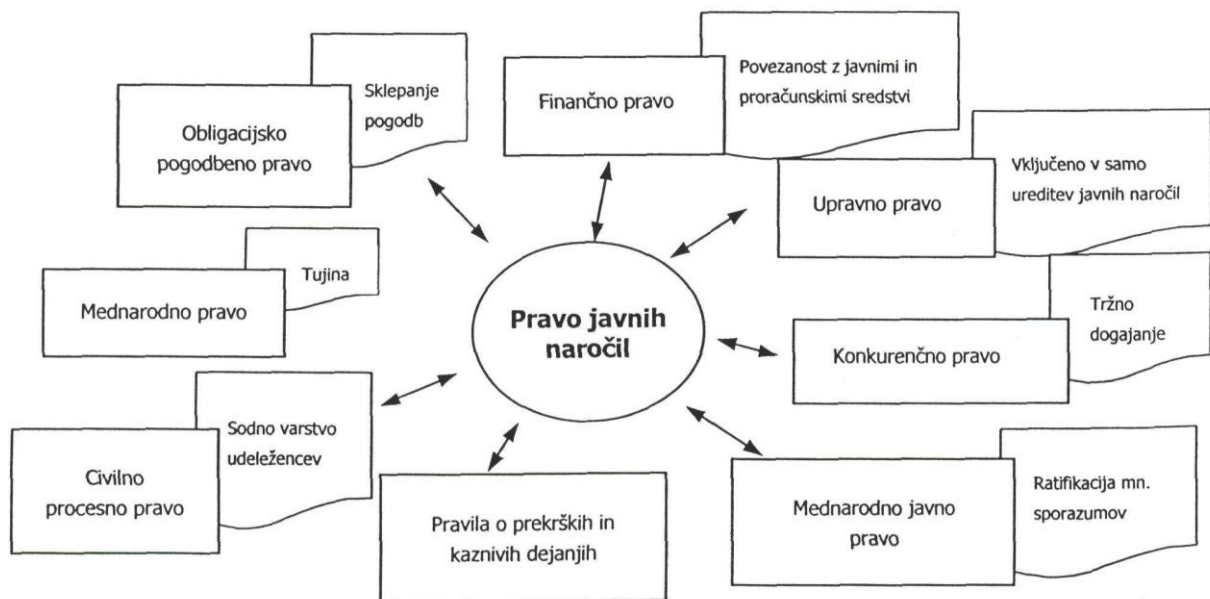 Sklepanje
pogodb
Obligacijsko
pogodbeno pravo
Finančno pravo
Povezanost z javnimi in
proračunskimi sredstvi
Upravno pravo
Vključeno v samo
ureditev javnih naročil
Tujina
Mednarodno pravo
Pravo javnih
naročil
Tržno
dogajanje
Konkurenčno pravo
Sodno varstvo
udeležencev
Civilno
procesno pravo
Pravila o prekrških in
kaznivih dejanjih
Mednarodno javno
pravo
Ratifikacija mn.
sporazumov